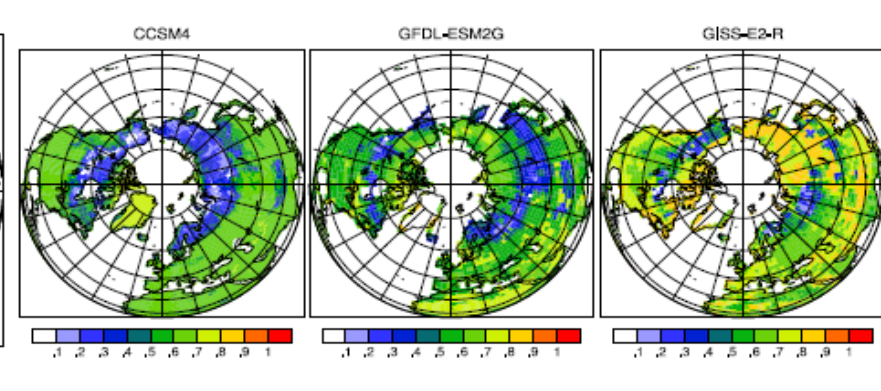 CCSM4
GFDL-ESM2G
GISS-E2-R
.1 .2 .3 .4 .5 .6 .7 .8 .9 1
.1 .2 .3 .4 .5 .6 .7 .8 .9 1
.1 .2 .3 .4 .5 .6 .7 .8 .9 1